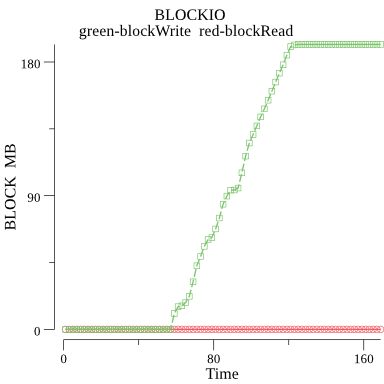 BLOCKIO
green-blockWrite red-blockRead
180
90
0
BLOCK MB
0 80 160
Time